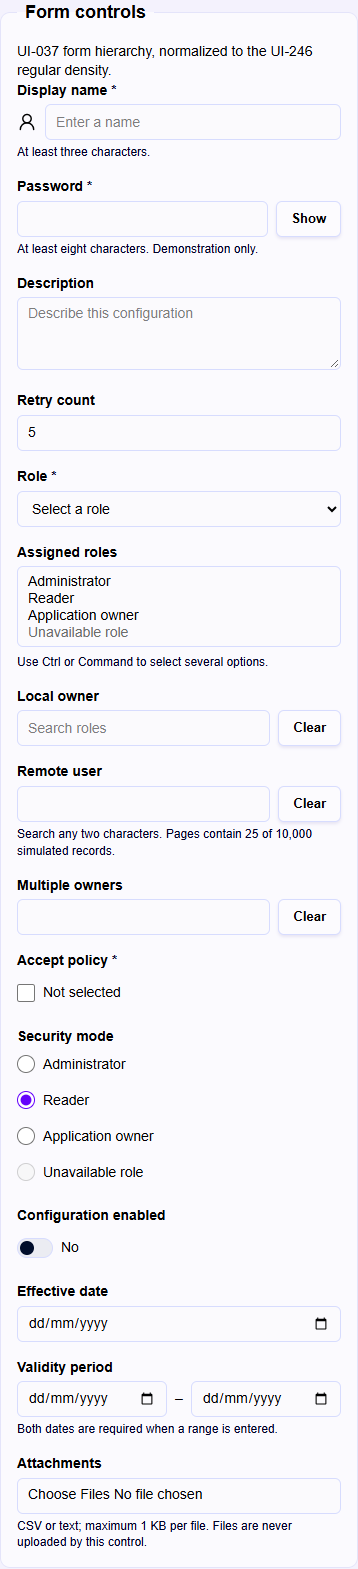 Form controls
UI-037 form hierarchy, normalized to the UI-246
regular density.
Display name *
Enter a name
At least three characters.
Password *
Show
At least eight characters. Demonstration only.
Description
Describe this configuration
Retry count
5
Role *
Select a role
Assigned roles
Administrator
Reader
Application owner
Unavailable role
Use Ctrl or Command to select several options.
Local owner
Search roles Clear
Remote user
Clear
Search any two characters. Pages contain 25 of 10,000
simulated records.
Multiple owners
Clear
Accept policy *
Not selected
Security mode
Administrator
Reader
Application owner
Unavailable role
Configuration enabled
No
Effective date
dd/mm/yyyy
Validity period
dd/mm/yyyy – dd/mm/yyyy
Both dates are required when a range is entered.
Attachments
Choose Files No file chosen
CSV or text; maximum 1 KB per file. Files are never
uploaded by this control.